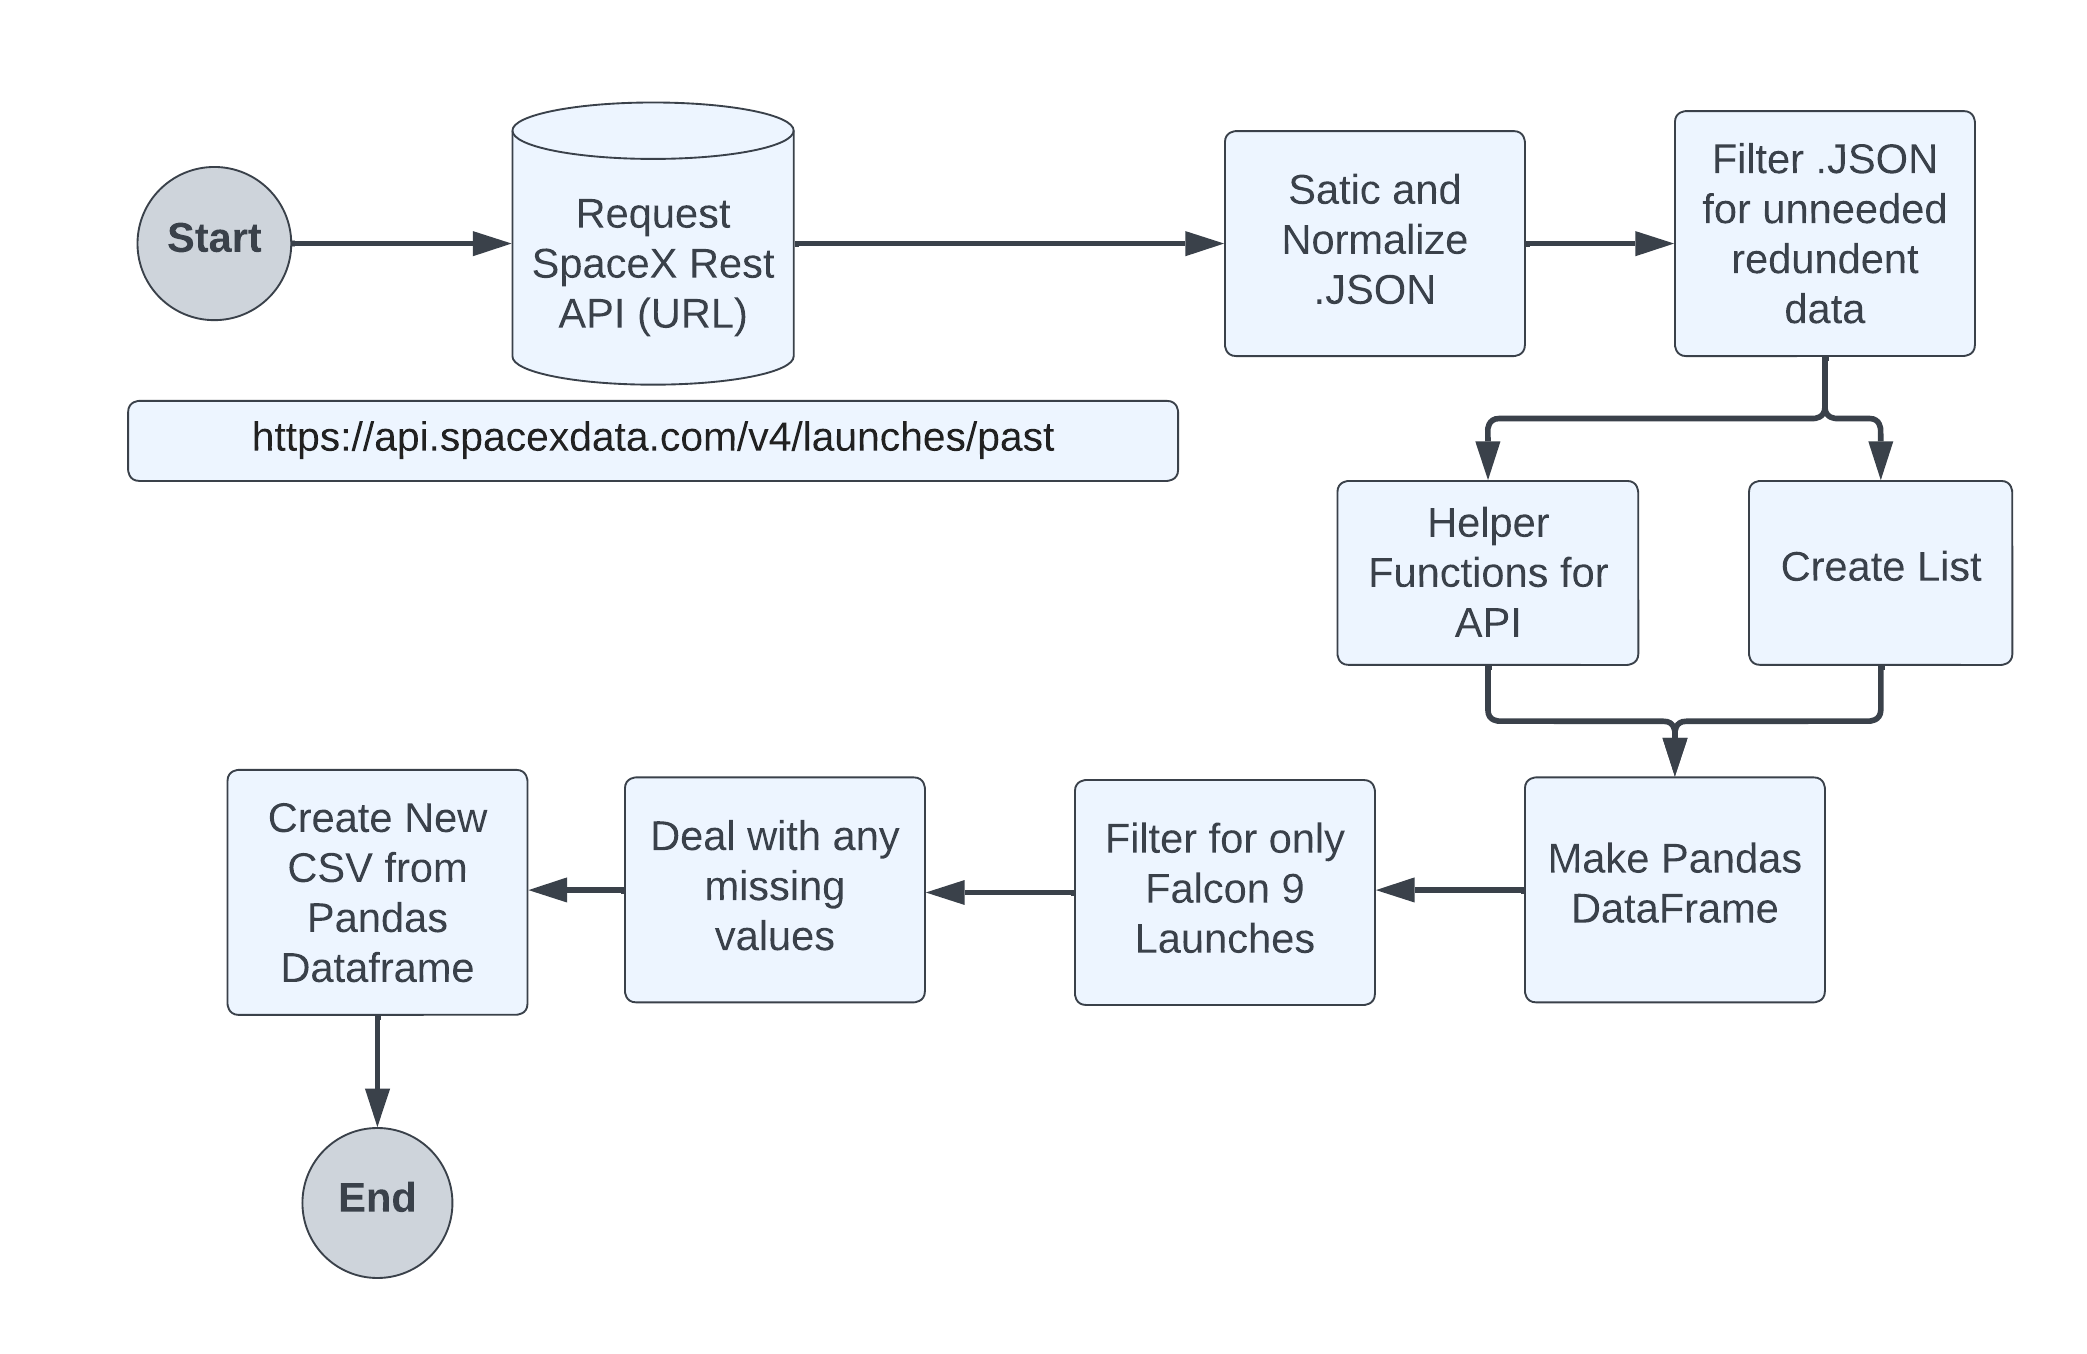 Start
Request
SpaceX Rest
API (URL)
Satic and
Normalize
.JSON
Filter .JSON
for unneeded
redundent
data
https://api.spacexdata.com/v4/launches/past
Helper
Functions for
API
Create List
Make Pandas
DataFrame
Filter for only
Falcon 9
Launches
Deal with any
missing
values
Create New
CSV from
Pandas
Dataframe
End